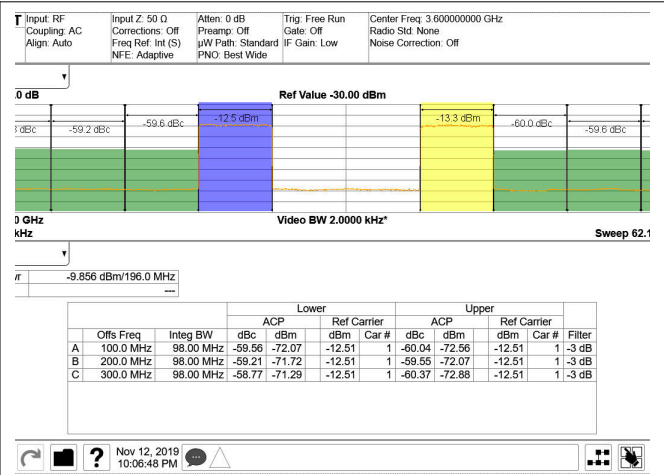 Input: RF Input Z: 50 Ω Atten: 0 dB Trig: Free Run Center Freq: 3.600000000 GHz
Coupling: AC Corrections: Off Preamp: Off Gate: Off Radio Std: None
Align: Auto Freq Ref: Int (S) µW Path: Standard IF Gain: Low Noise Correction: Off
NFE: Adaptive PNO: Best Wide
.0 dB Ref Value -30.00 dBm
-12.5 dBm -13.3 dBm
-59.6 dBc -60.0 dBc
dBc -59.2 dBc -59.6 dBc
0 GHz Video BW 2.0000 kHz*
kHz Sweep 62.1
-9.856 dBm/196.0 MHz
---
Lower Upper
ACP Ref Carrier ACP Ref Carrier
Offs Freq Integ BW dBc dBm dBm Car # dBc dBm dBm Car # Filter
A 100.0 MHz 98.00 MHz -59.56 -72.07 -12.51 1 -60.04 -72.56 -12.51 1 -3 dB
B 200.0 MHz 98.00 MHz -59.21 -71.72 -12.51 1 -59.55 -72.07 -12.51 1 -3 dB
C 300.0 MHz 98.00 MHz -58.77 -71.29 -12.51 1 -60.37 -72.88 -12.51 1 -3 dB
? Nov 12, 2019
10:06:48 PM